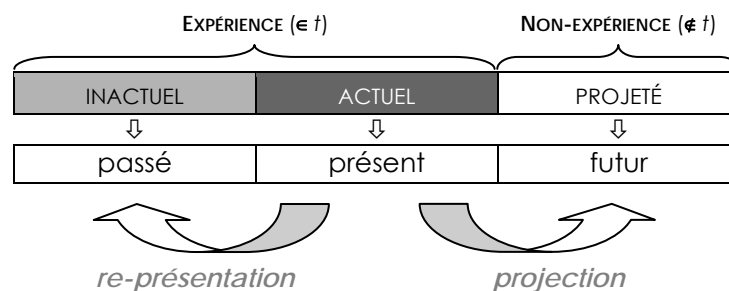 EXPÉRIENCE (∈ t) NON-EXPÉRIENCE (∉ t)
INACTUEL ACTUEL PROJETÉ
passé présent futur
re-présentation projection